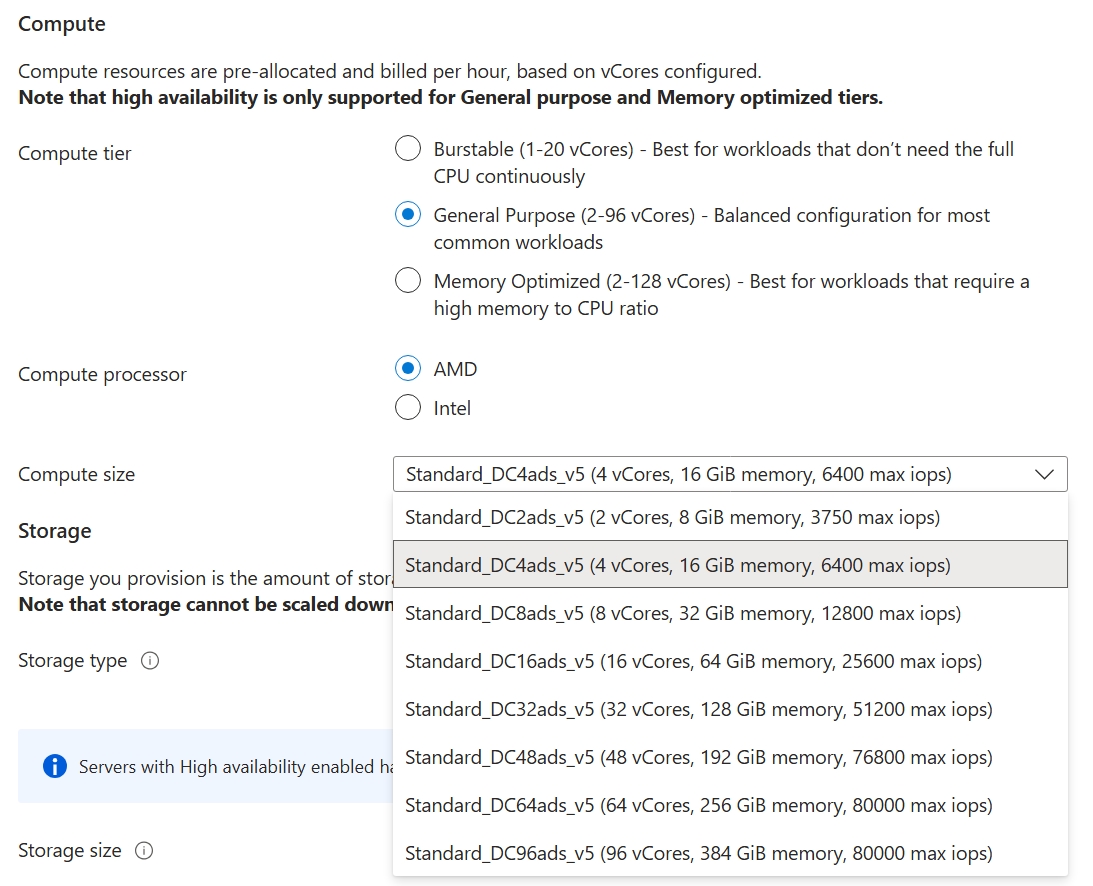 Compute
Compute resources are pre-allocated and billed per hour, based on vCores configured.
Note that high availability is only supported for General purpose and Memory optimized tiers.
Compute tier
Burstable (1-20 vCores) - Best for workloads that don’t need the full
CPU continuously
General Purpose (2-96 vCores) - Balanced configuration for most
common workloads
Memory Optimized (2-128 vCores) - Best for workloads that require a
high memory to CPU ratio
Compute processor
AMD
Intel
Compute size
Standard_DC4ads_v5 (4 vCores, 16 GiB memory, 6400 max iops)
Standard_DC2ads_v5 (2 vCores, 8 GiB memory, 3750 max iops)
Standard_DC4ads_v5 (4 vCores, 16 GiB memory, 6400 max iops)
Standard_DC8ads_v5 (8 vCores, 32 GiB memory, 12800 max iops)
Standard_DC16ads_v5 (16 vCores, 64 GiB memory, 25600 max iops)
Standard_DC32ads_v5 (32 vCores, 128 GiB memory, 51200 max iops)
Standard_DC48ads_v5 (48 vCores, 192 GiB memory, 76800 max iops)
Standard_DC64ads_v5 (64 vCores, 256 GiB memory, 80000 max iops)
Standard_DC96ads_v5 (96 vCores, 384 GiB memory, 80000 max iops)
Storage
Storage you provision is the amount of
Note that storage cannot be scaled down
Storage type
Servers with High availability enabled
Storage size